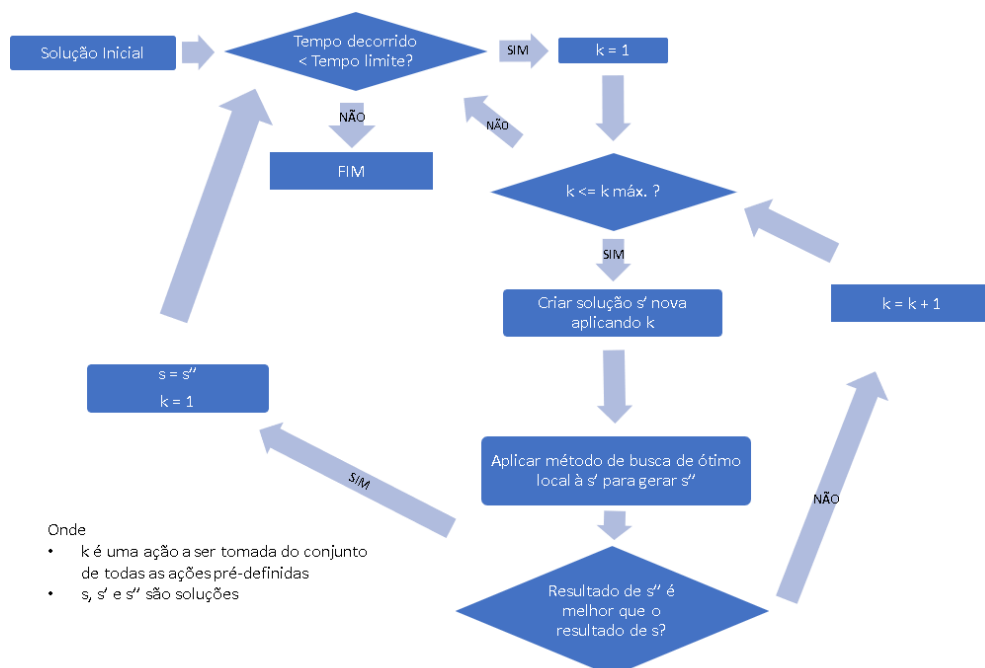 Solução Inicial
Tempo decorrido
< Tempo limite?
SIM
k = 1
NÃO
FIM
NÃO
k <= k máx. ?
SIM
Criar solução s’ nova
aplicando k
k = k + 1
s = s’’
k = 1
Aplicar método de busca de ótimo
local à s’ para gerar s’’
SIM
NÃO
Resultado de s’’ é
melhor que o
resultado de s?
Onde
• k é uma ação a ser tomada do conjunto
de todas as ações pré-definidas
• s, s’ e s’’ são soluções